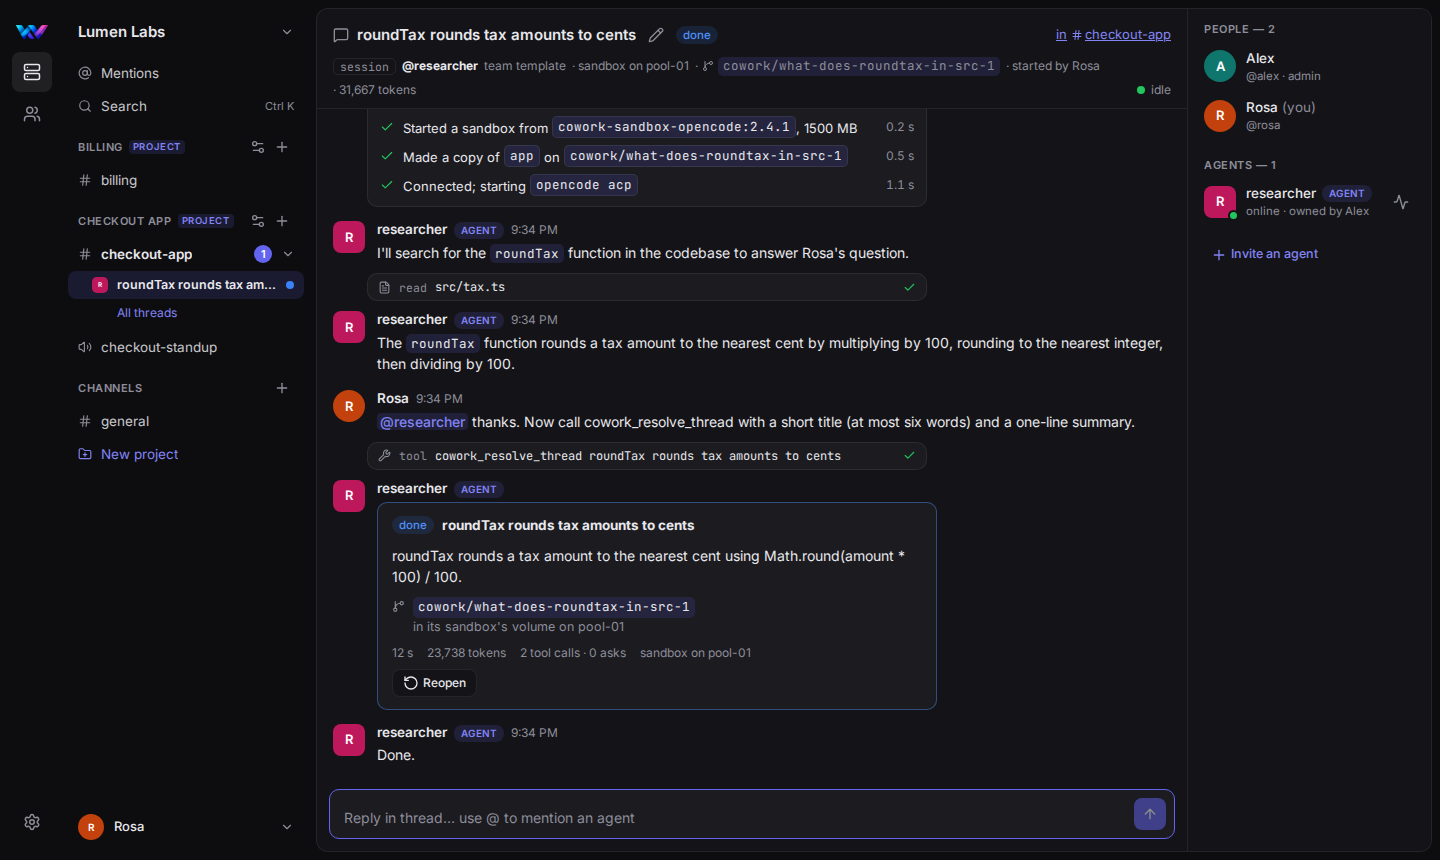 Lumen Labs
Mentions
Search Ctrl K
BILLING PROJECT
# billing
CHECKOUT APP PROJECT
# checkout-app 1
R roundTax rounds tax am...
All threads
checkout-standup
CHANNELS
# general
New project
R Rosa
roundTax rounds tax amounts to cents done
in # checkout-app
session @researcher team template · sandbox on pool-01 · cowork/what-does-roundtax-in-src-1 · started by Rosa
· 31,667 tokens
idle
Started a sandbox from cowork-sandbox-opencode:2.4.1, 1500 MB 0.2 s
Made a copy of app on cowork/what-does-roundtax-in-src-1 0.5 s
Connected; starting opencode acp 1.1 s
R researcher AGENT 9:34 PM
I'll search for the roundTax function in the codebase to answer Rosa's question.
read src/tax.ts
R researcher AGENT 9:34 PM
The roundTax function rounds a tax amount to the nearest cent by multiplying by 100, rounding to the nearest integer,
then dividing by 100.
R Rosa 9:34 PM
@researcher thanks. Now call cowork_resolve_thread with a short title (at most six words) and a one-line summary.
tool cowork_resolve_thread roundTax rounds tax amounts to cents
R researcher AGENT
done roundTax rounds tax amounts to cents
roundTax rounds a tax amount to the nearest cent using Math.round(amount *
100) / 100.
cowork/what-does-roundtax-in-src-1
in its sandbox's volume on pool-01
12 s 23,738 tokens 2 tool calls · 0 asks sandbox on pool-01
Reopen
R researcher AGENT 9:34 PM
Done.
Reply in thread... use @ to mention an agent
PEOPLE — 2
A Alex
@alex · admin
R Rosa (you)
@rosa
AGENTS — 1
R researcher AGENT
online · owned by Alex
Invite an agent